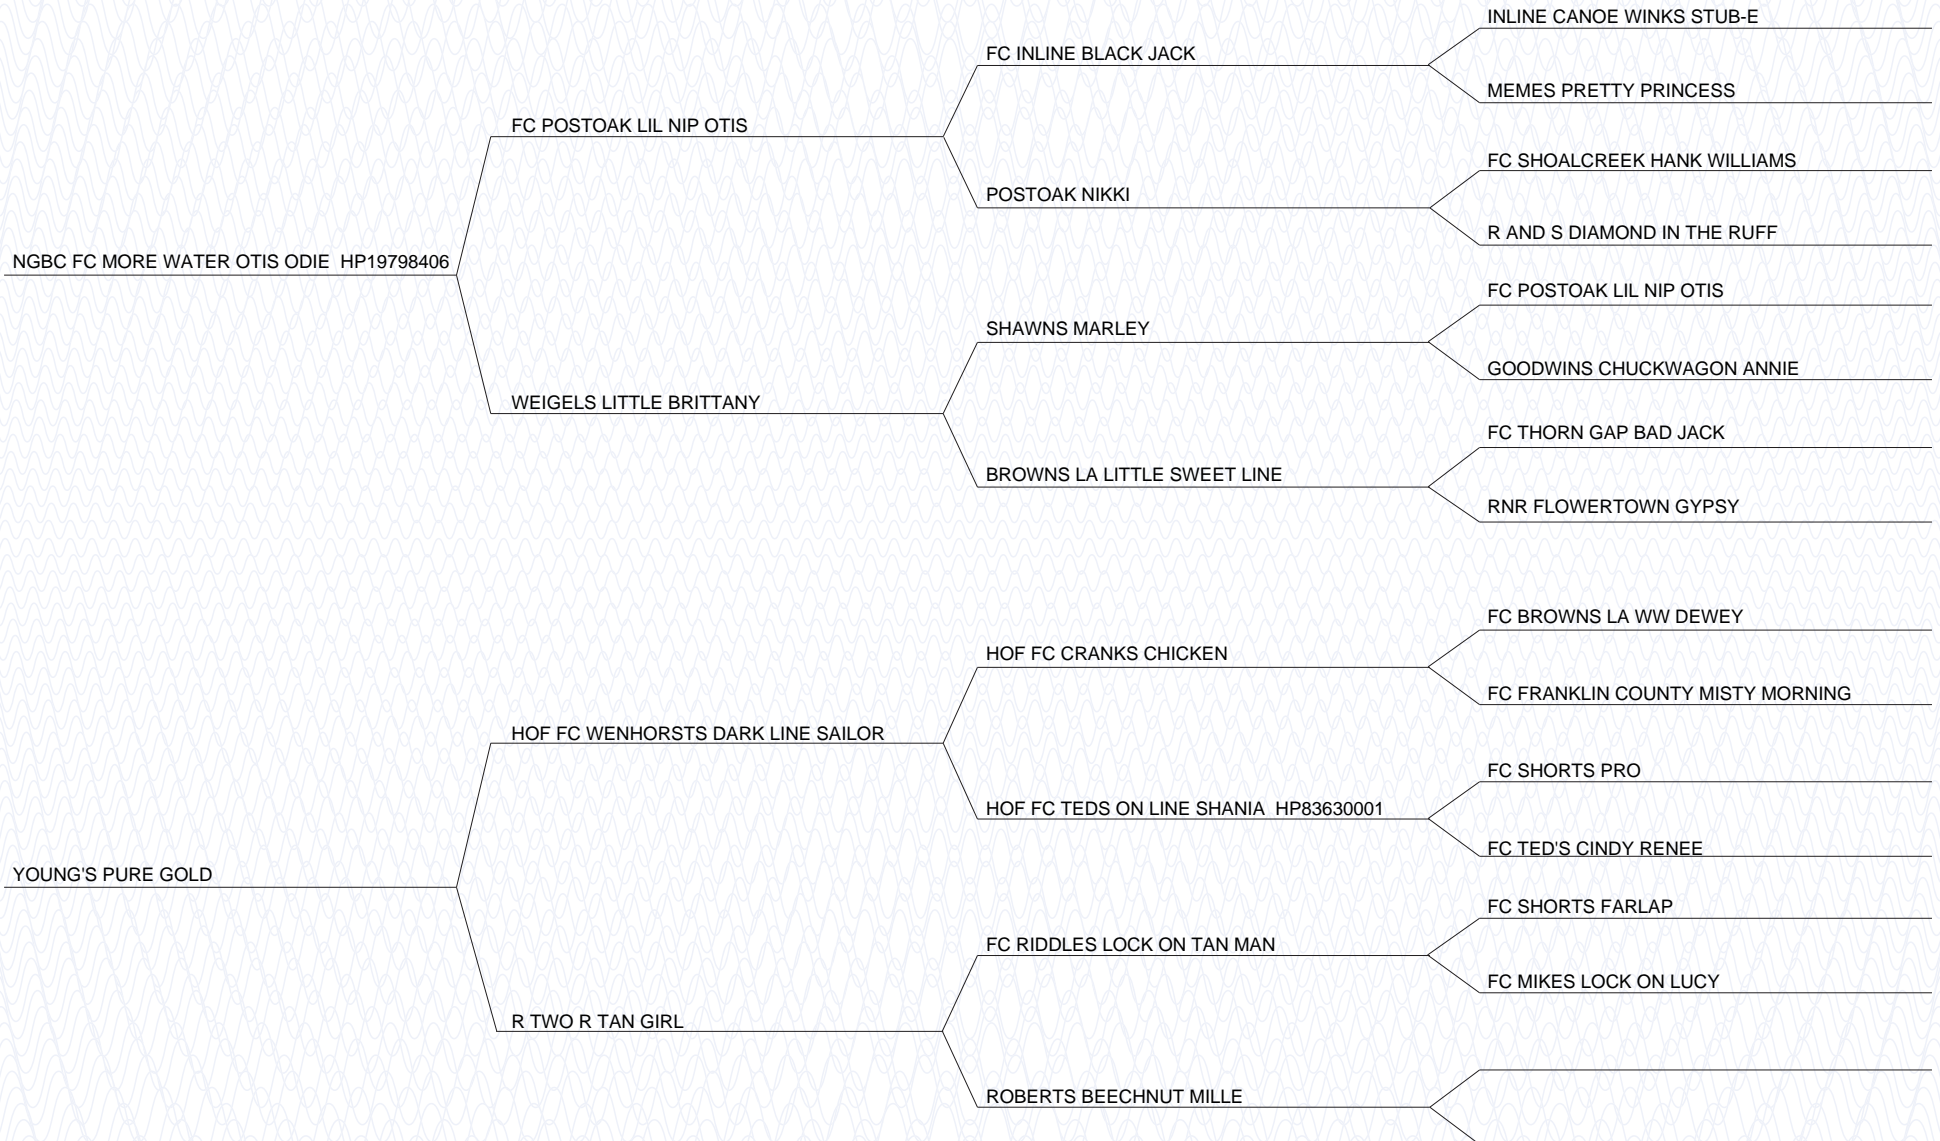 INLINE CANOE WINKS STUB-E
FC INLINE BLACK JACK
MEMES PRETTY PRINCESS
FC POSTOAK LIL NIP OTIS
FC SHOALCREEK HANK WILLIAMS
POSTOAK NIKKI
R AND S DIAMOND IN THE RUFF
NGBC FC MORE WATER OTIS ODIE HP19798406
FC POSTOAK LIL NIP OTIS
SHAWNS MARLEY
GOODWINS CHUCKWAGON ANNIE
WEIGELS LITTLE BRITTANY
FC THORN GAP BAD JACK
BROWNS LA LITTLE SWEET LINE
RNR FLOWERTOWN GYPSY
FC BROWNS LA WW DEWEY
HOF FC CRANKS CHICKEN
FC FRANKLIN COUNTY MISTY MORNING
HOF FC WENHORSTS DARK LINE SAILOR
FC SHORTS PRO
HOF FC TEDS ON LINE SHANIA HP83630001
FC TED'S CINDY RENEE
YOUNG'S PURE GOLD
FC SHORTS FARLAP
FC RIDDLES LOCK ON TAN MAN
FC MIKES LOCK ON LUCY
R TWO R TAN GIRL
ROBERTS BEECHNUT MILLE